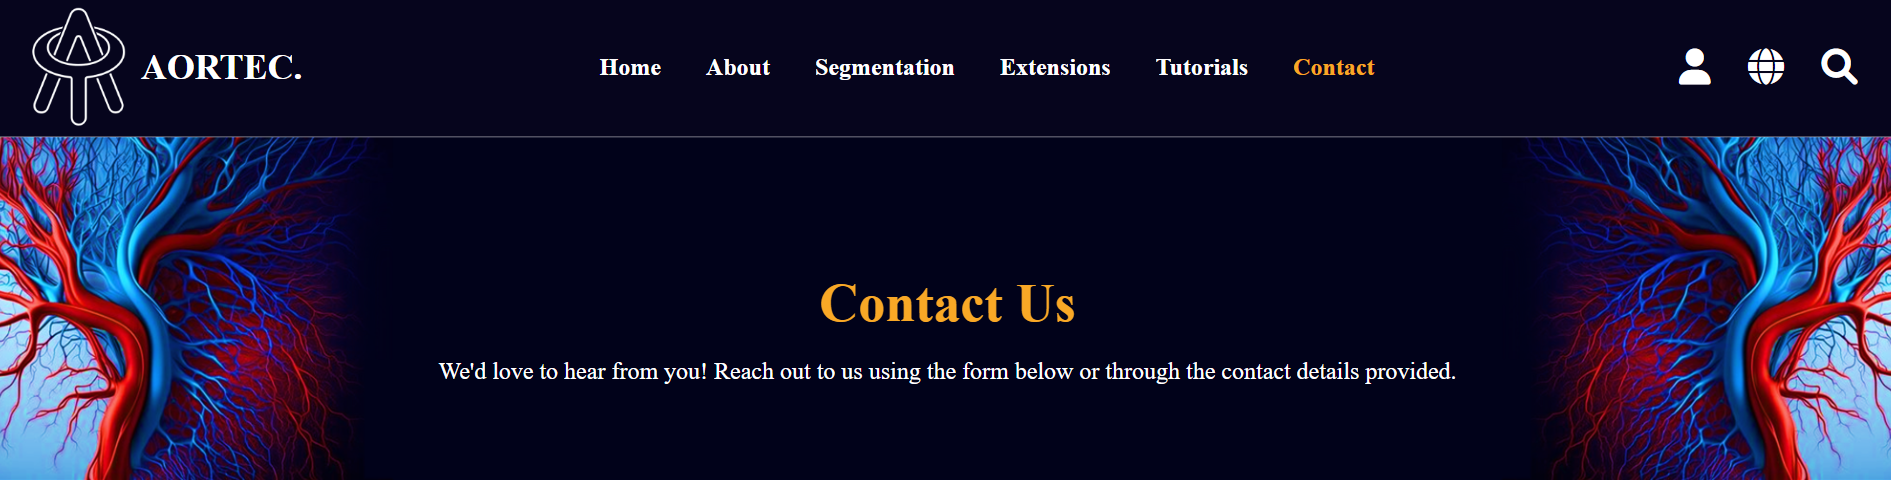 AORTEC.
Home About Segmentation Extensions Tutorials Contact
Contact Us
We'd love to hear from you! Reach out to us using the form below or through the contact details provided.